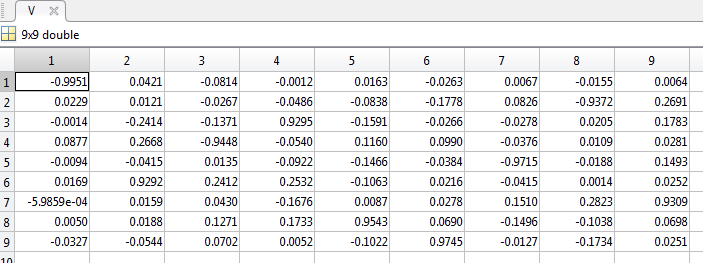 V
9x9 double
1 2 3 4 5 6 7 8 9
1 -0.9951 0.0421 -0.0814 -0.0012 0.0163 -0.0263 0.0067 -0.0155 0.0064
2 0.0229 0.0121 -0.0267 -0.0486 -0.0838 -0.1778 0.0826 -0.9372 0.2691
3 -0.0014 -0.2414 -0.1371 0.9295 -0.1591 -0.0266 -0.0278 0.0205 0.1783
4 0.0877 0.2668 -0.9448 -0.0540 0.1160 0.0990 -0.0376 0.0109 0.0281
5 -0.0094 -0.0415 0.0135 -0.0922 -0.1466 -0.0384 -0.9715 -0.0188 0.1493
6 0.0169 0.9292 0.2412 0.2532 -0.1063 0.0216 -0.0415 0.0014 0.0252
7 -5.9859e-04 0.0159 0.0430 -0.1676 0.0087 0.0278 0.1510 0.2823 0.9309
8 0.0050 0.0188 0.1271 0.1733 0.9543 0.0690 -0.1496 -0.1038 0.0698
9 -0.0327 -0.0544 0.0702 0.0052 -0.1022 0.9745 -0.0127 -0.1734 0.0251
10